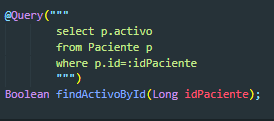 @Query("""
select p.activo
from Paciente p
where p.id=:idPaciente
""")
Boolean findActivoById(Long idPaciente);